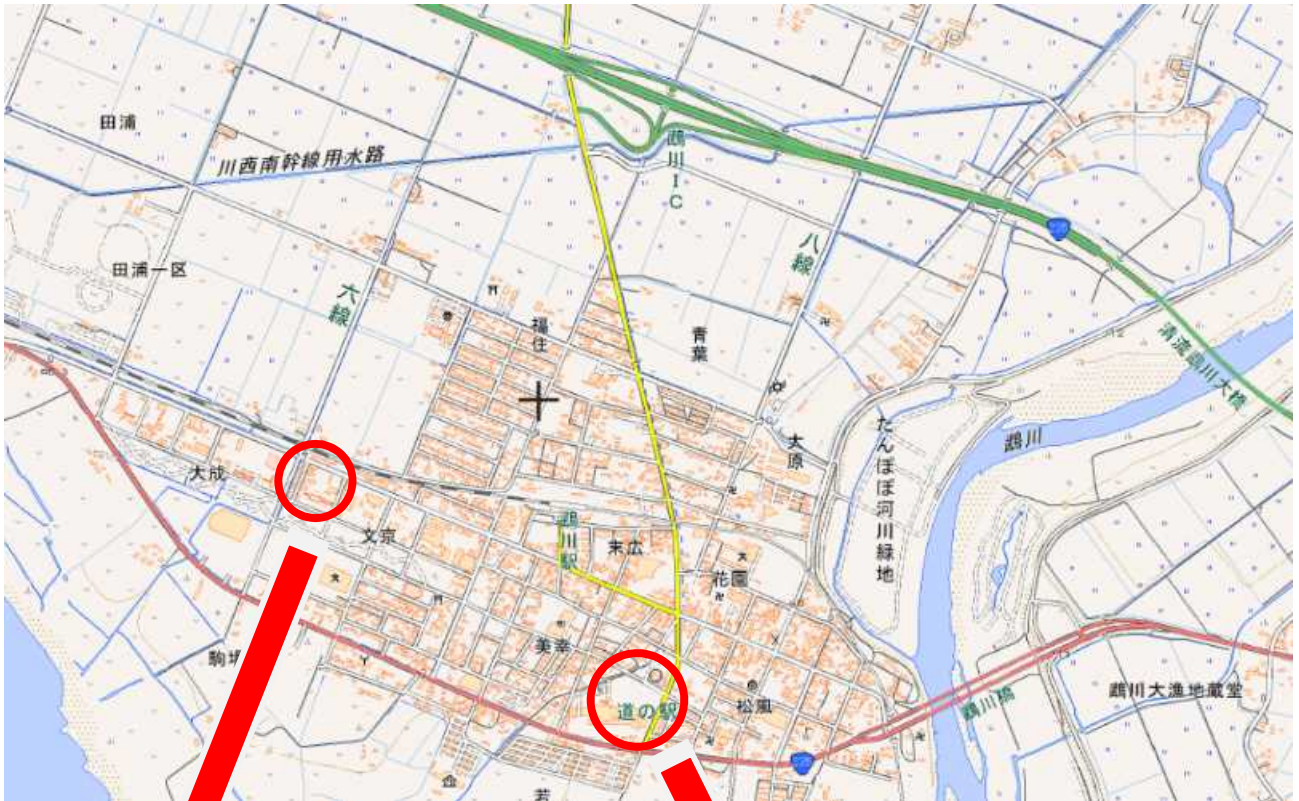 田浦
川西南幹線用水路
鵡川IC
八線
田浦一区
六線
福住
青葉
清流鵡川大橋
大原
たんぽぽ河川緑地
鵡川
大成
文京
鵡川駅
末広
花園
美幸
道の駅
松風
鵡川橋
鵡川大漁地蔵堂